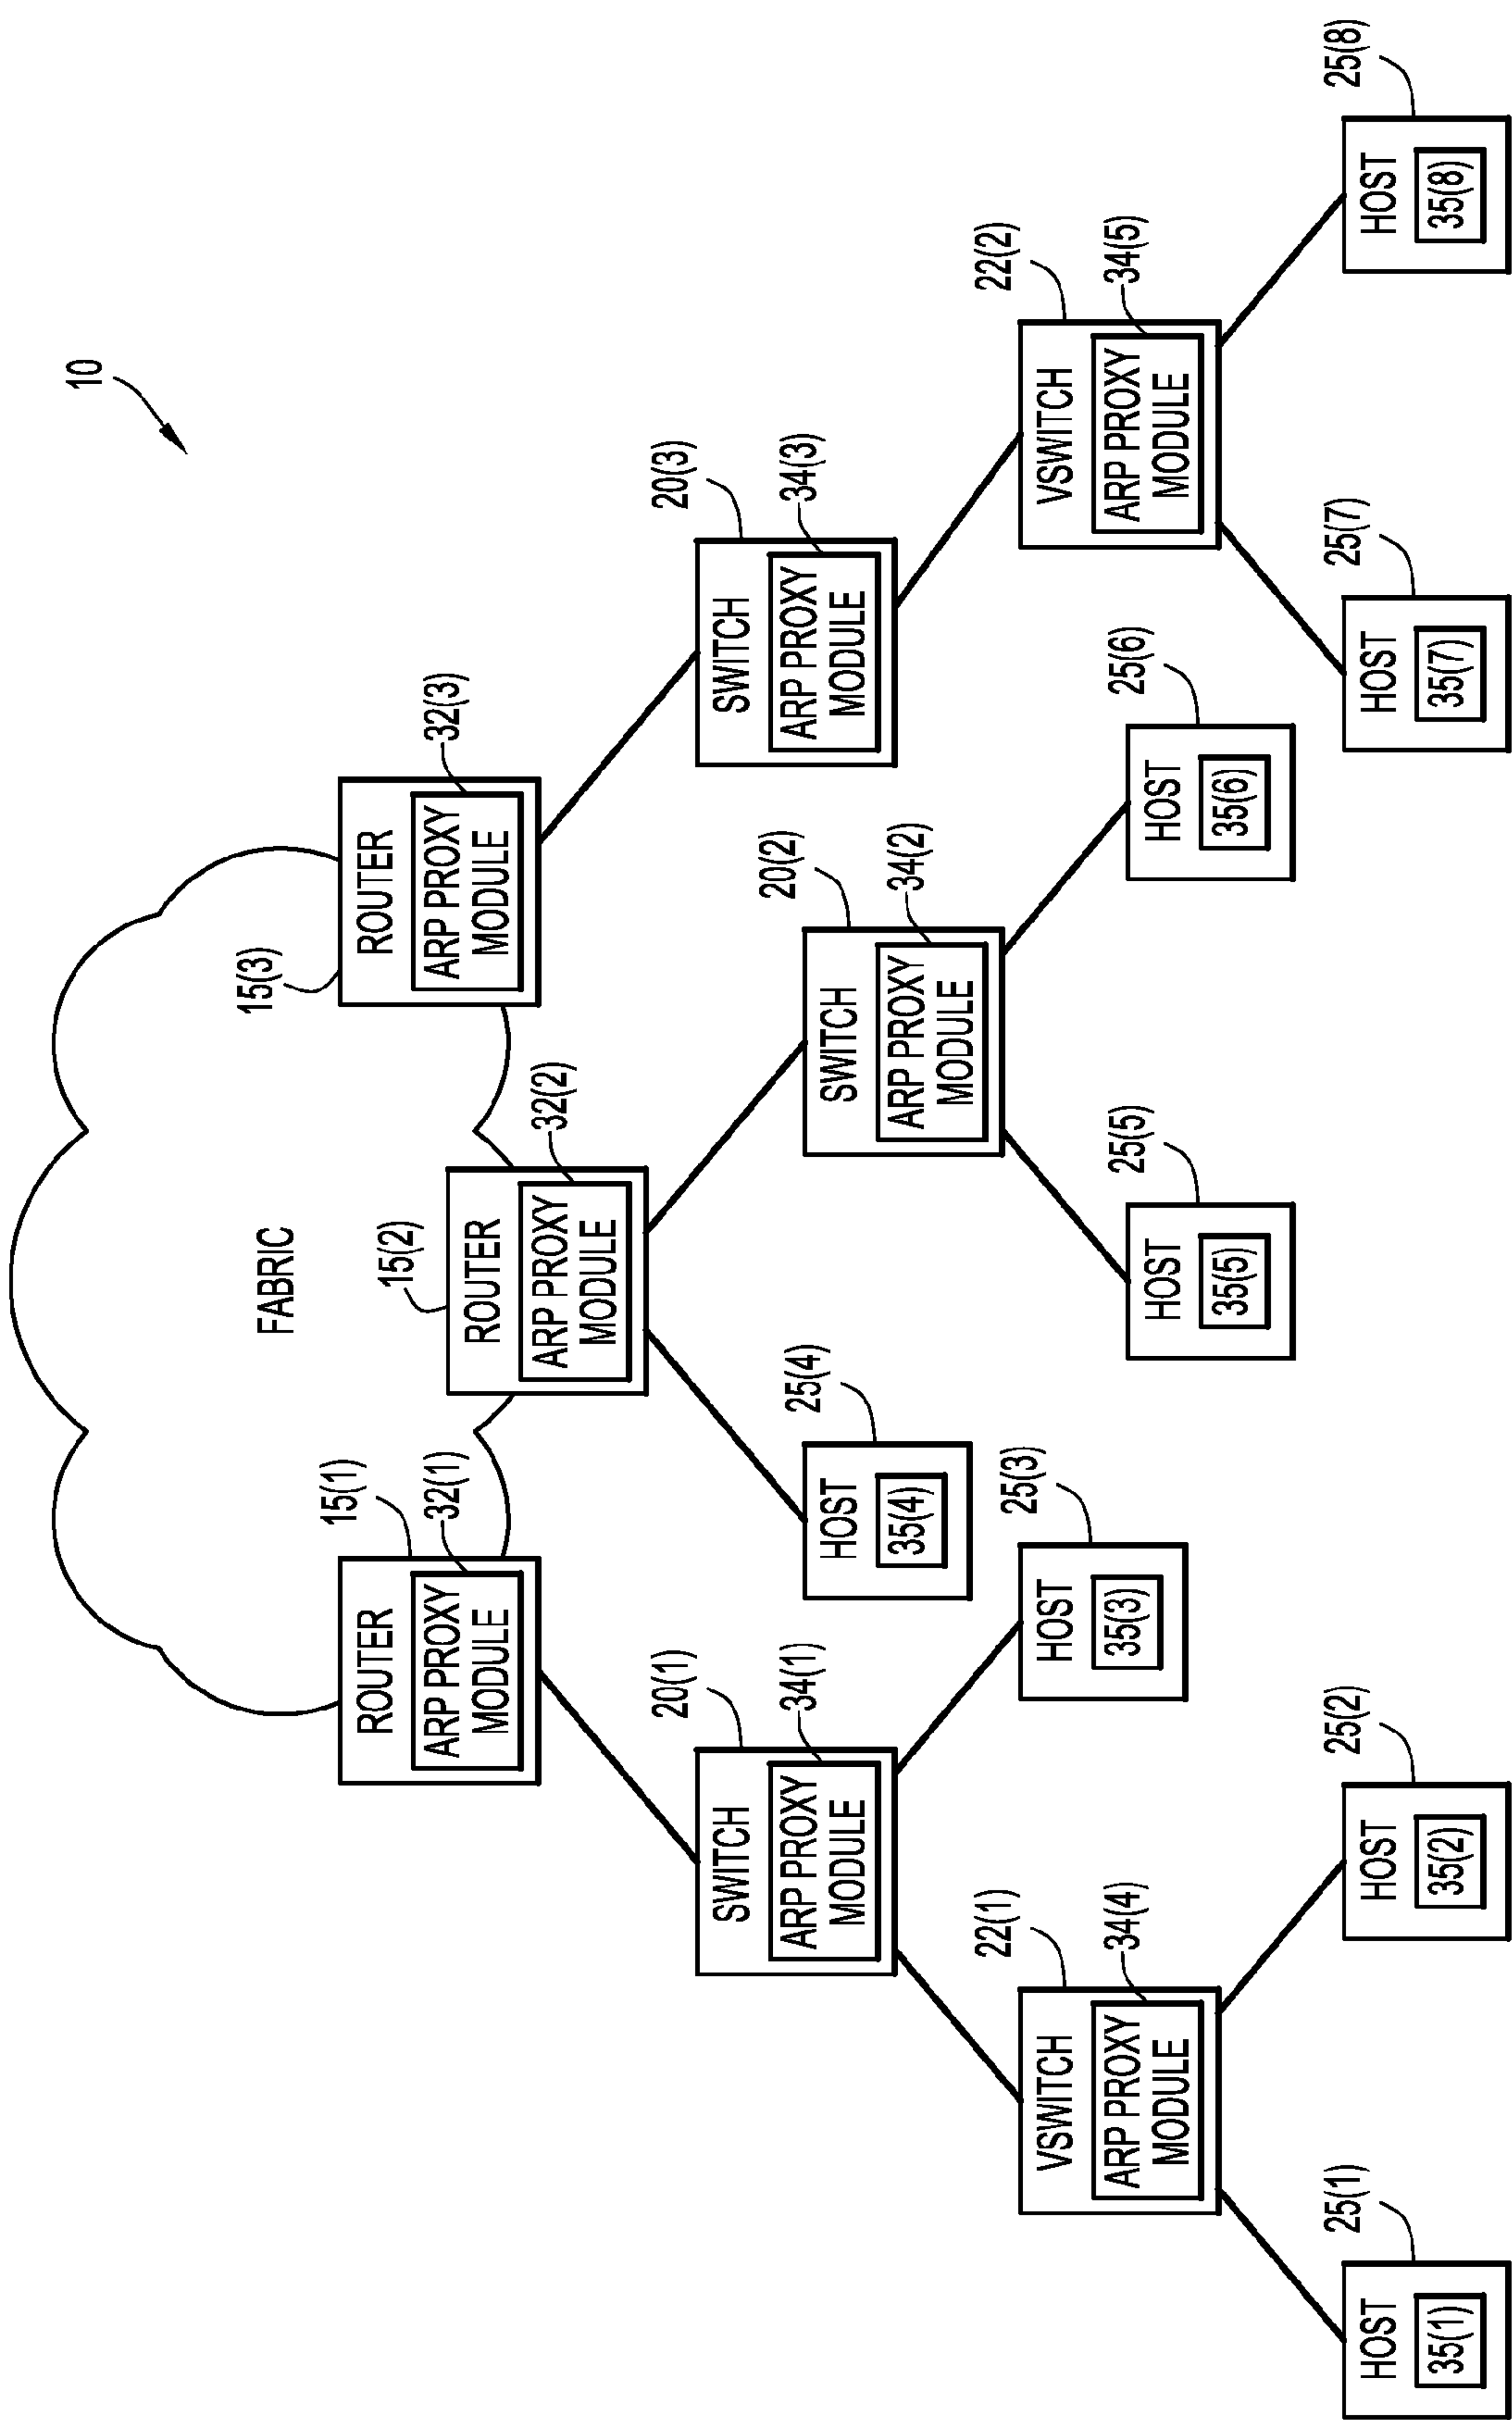 10
FABRIC
15(1)
32(1)
ROUTER
ARP PROXY
MODULE
15(2)
32(2)
ROUTER
ARP PROXY
MODULE
15(3)
32(3)
ROUTER
ARP PROXY
MODULE
20(1)
34(1)
SWITCH
ARP PROXY
MODULE
25(4)
HOST
35(4)
20(2)
34(2)
SWITCH
ARP PROXY
MODULE
20(3)
34(3)
SWITCH
ARP PROXY
MODULE
22(1)
34(4)
VSWITCH
ARP PROXY
MODULE
25(3)
HOST
35(3)
25(5)
HOST
35(5)
25(6)
HOST
35(6)
22(2)
34(5)
VSWITCH
ARP PROXY
MODULE
25(1)
HOST
35(1)
25(2)
HOST
35(2)
25(7)
HOST
35(7)
25(8)
HOST
35(8)